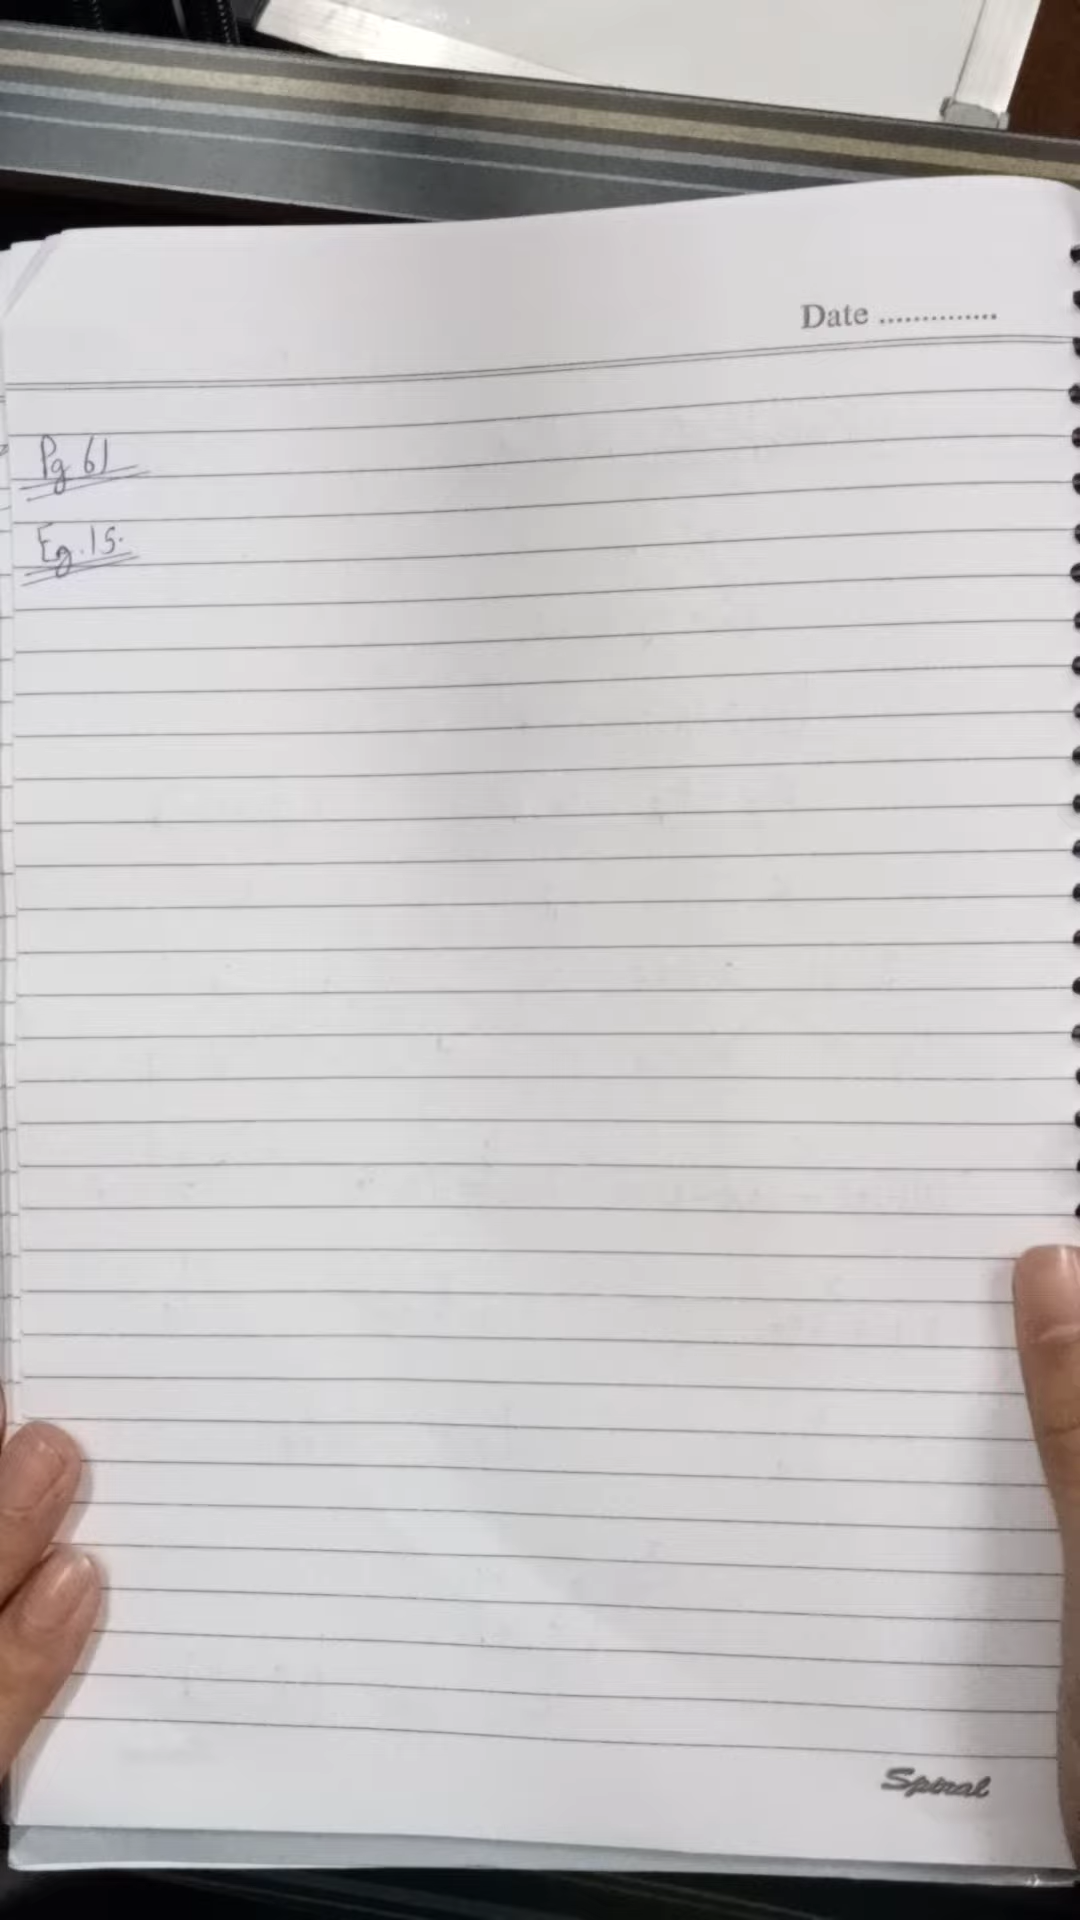 Date ..............
Pg 61
Eg. 15.
Spiral